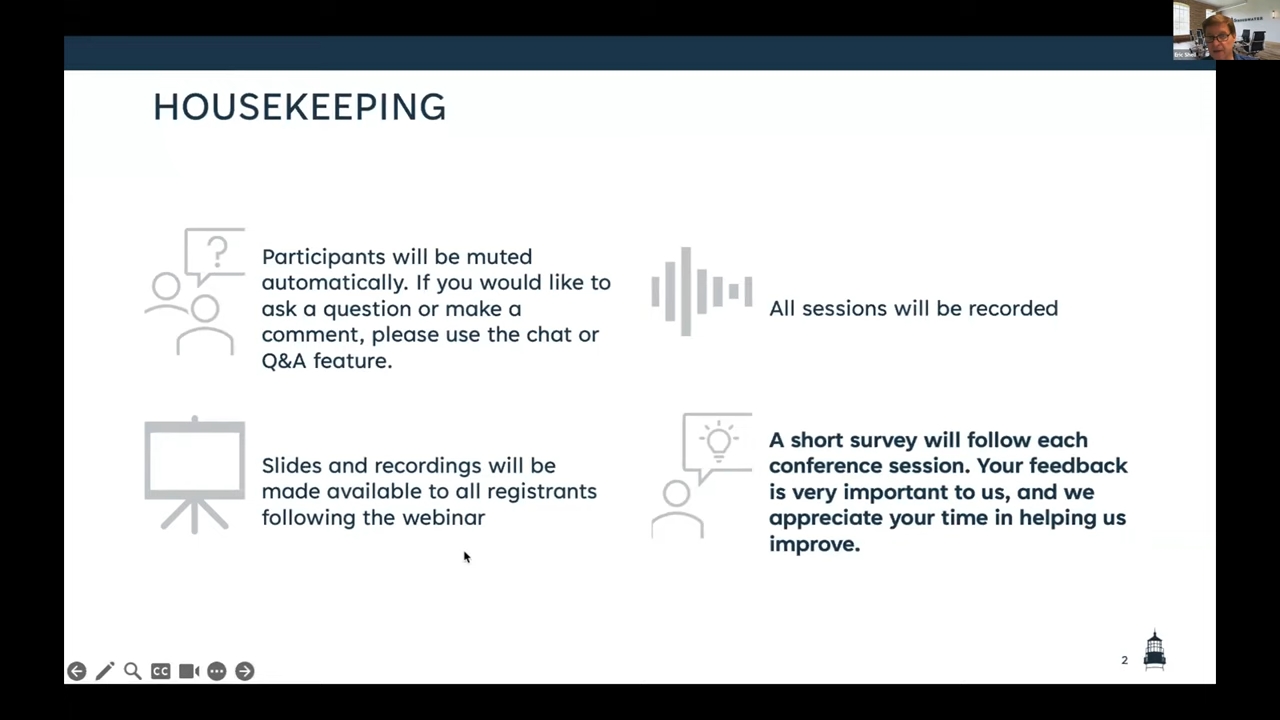 HOUSEKEEPING
?
Participants will be muted
automatically. If you would like to
ask a question or make a
comment, please use the chat or
Q&A feature.
All sessions will be recorded
Slides and recordings will be
made available to all registrants
following the webinar
A short survey will follow each
conference session. Your feedback
is very important to us, and we
appreciate your time in helping us
improve.
CC
2